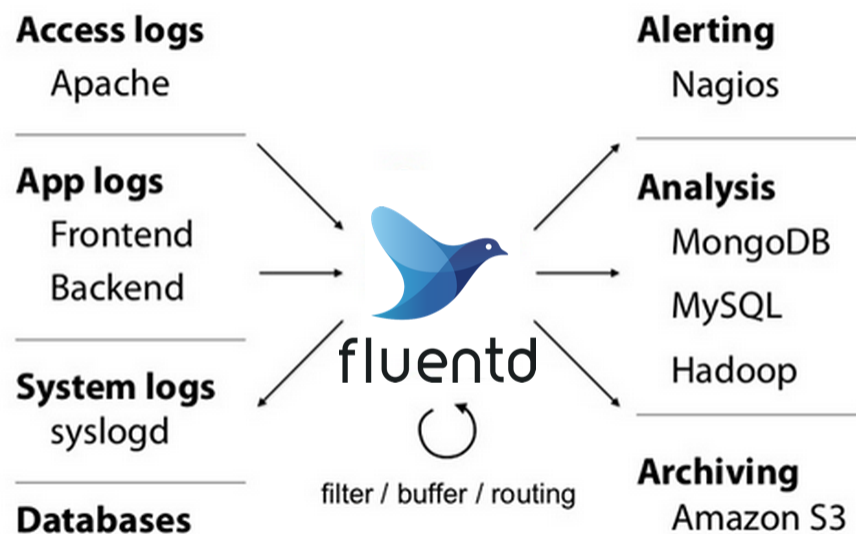 Access logs
Apache
App logs
Frontend
Backend
System logs
syslogd
Databases
fluentd
filter / buffer / routing
Alerting
Nagios
Analysis
MongoDB
MySQL
Hadoop
Archiving
Amazon S3